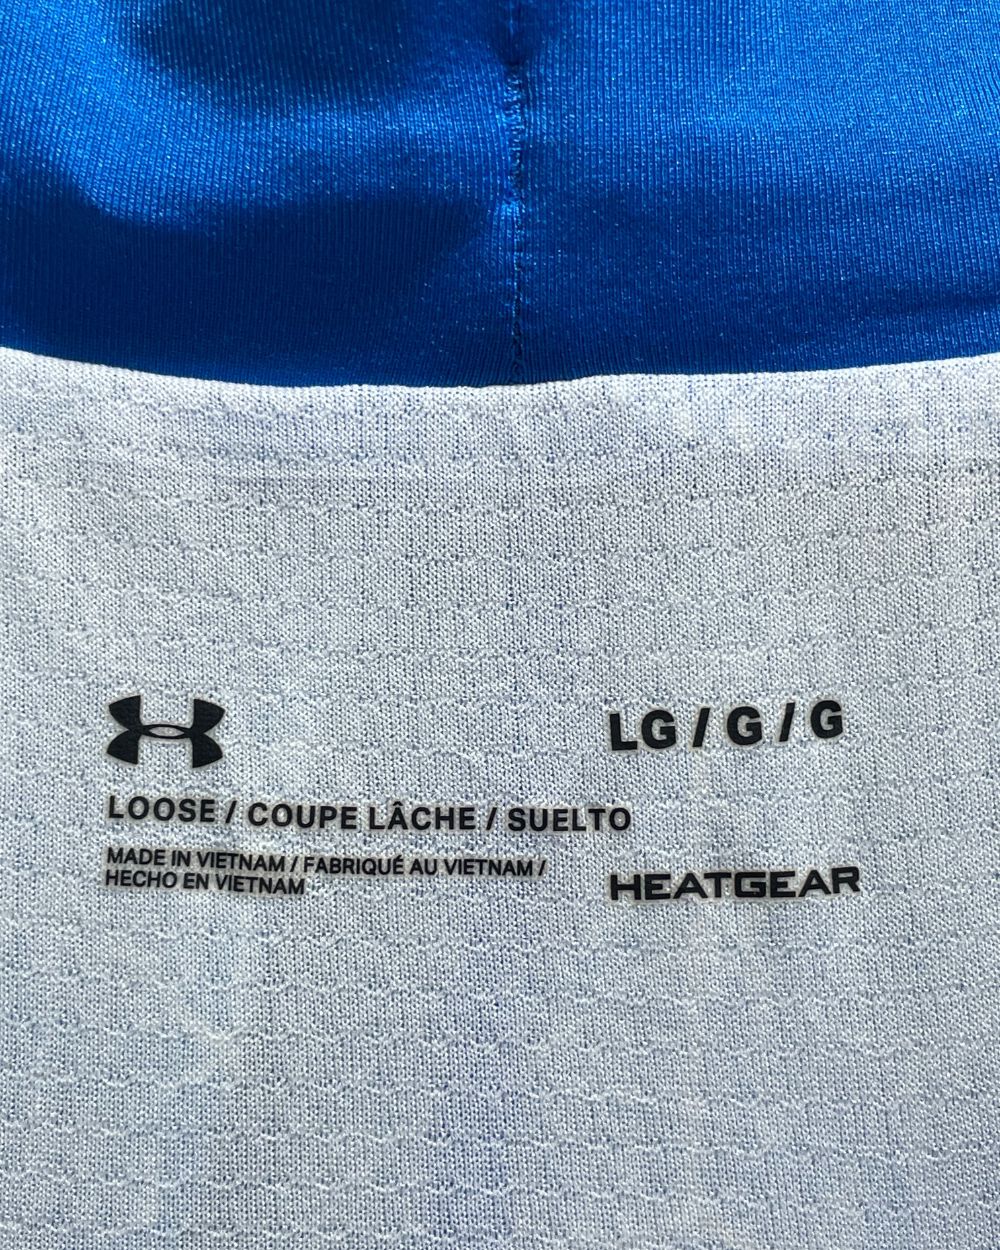 LG / G / G
LOOSE / COUPE LÂCHE / SUELTO
MADE IN VIETNAM / FABRIQUÉ AU VIETNAM /
HECHO EN VIETNAM
HEATGEAR